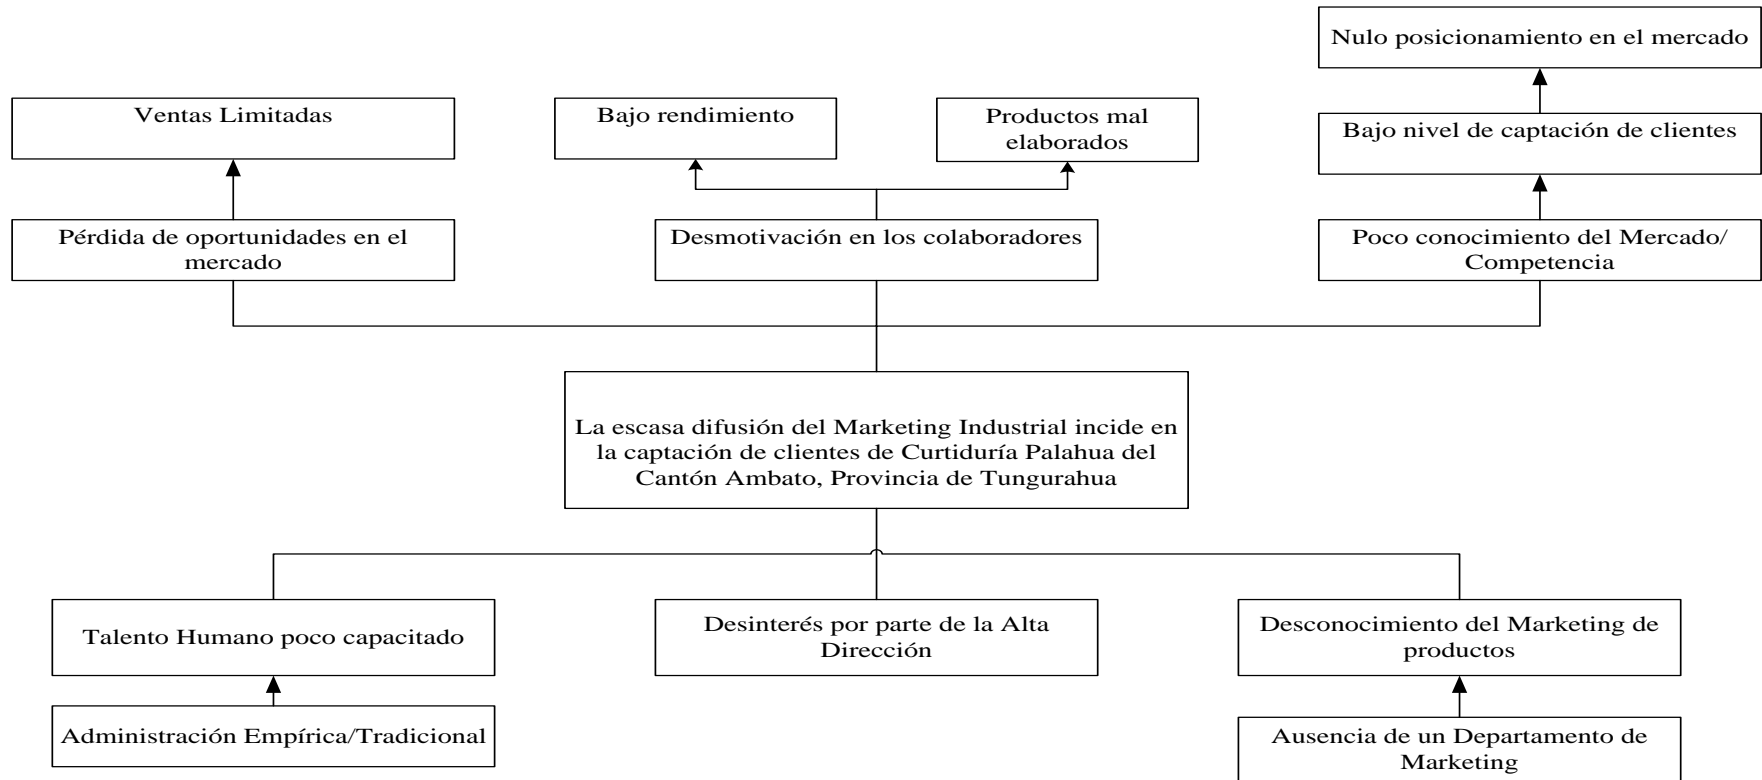 Nulo posicionamiento en el mercado
Ventas Limitadas
Bajo rendimiento
Productos mal
elaborados
Bajo nivel de captación de clientes
Pérdida de oportunidades en el
mercado
Desmotivación en los colaboradores
Poco conocimiento del Mercado/
Competencia
La escasa difusión del Marketing Industrial incide en
la captación de clientes de Curtiduría Palahua del
Cantón Ambato, Provincia de Tungurahua
Talento Humano poco capacitado
Desinterés por parte de la Alta
Dirección
Desconocimiento del Marketing de
productos
Administración Empírica/Tradicional
Ausencia de un Departamento de
Marketing